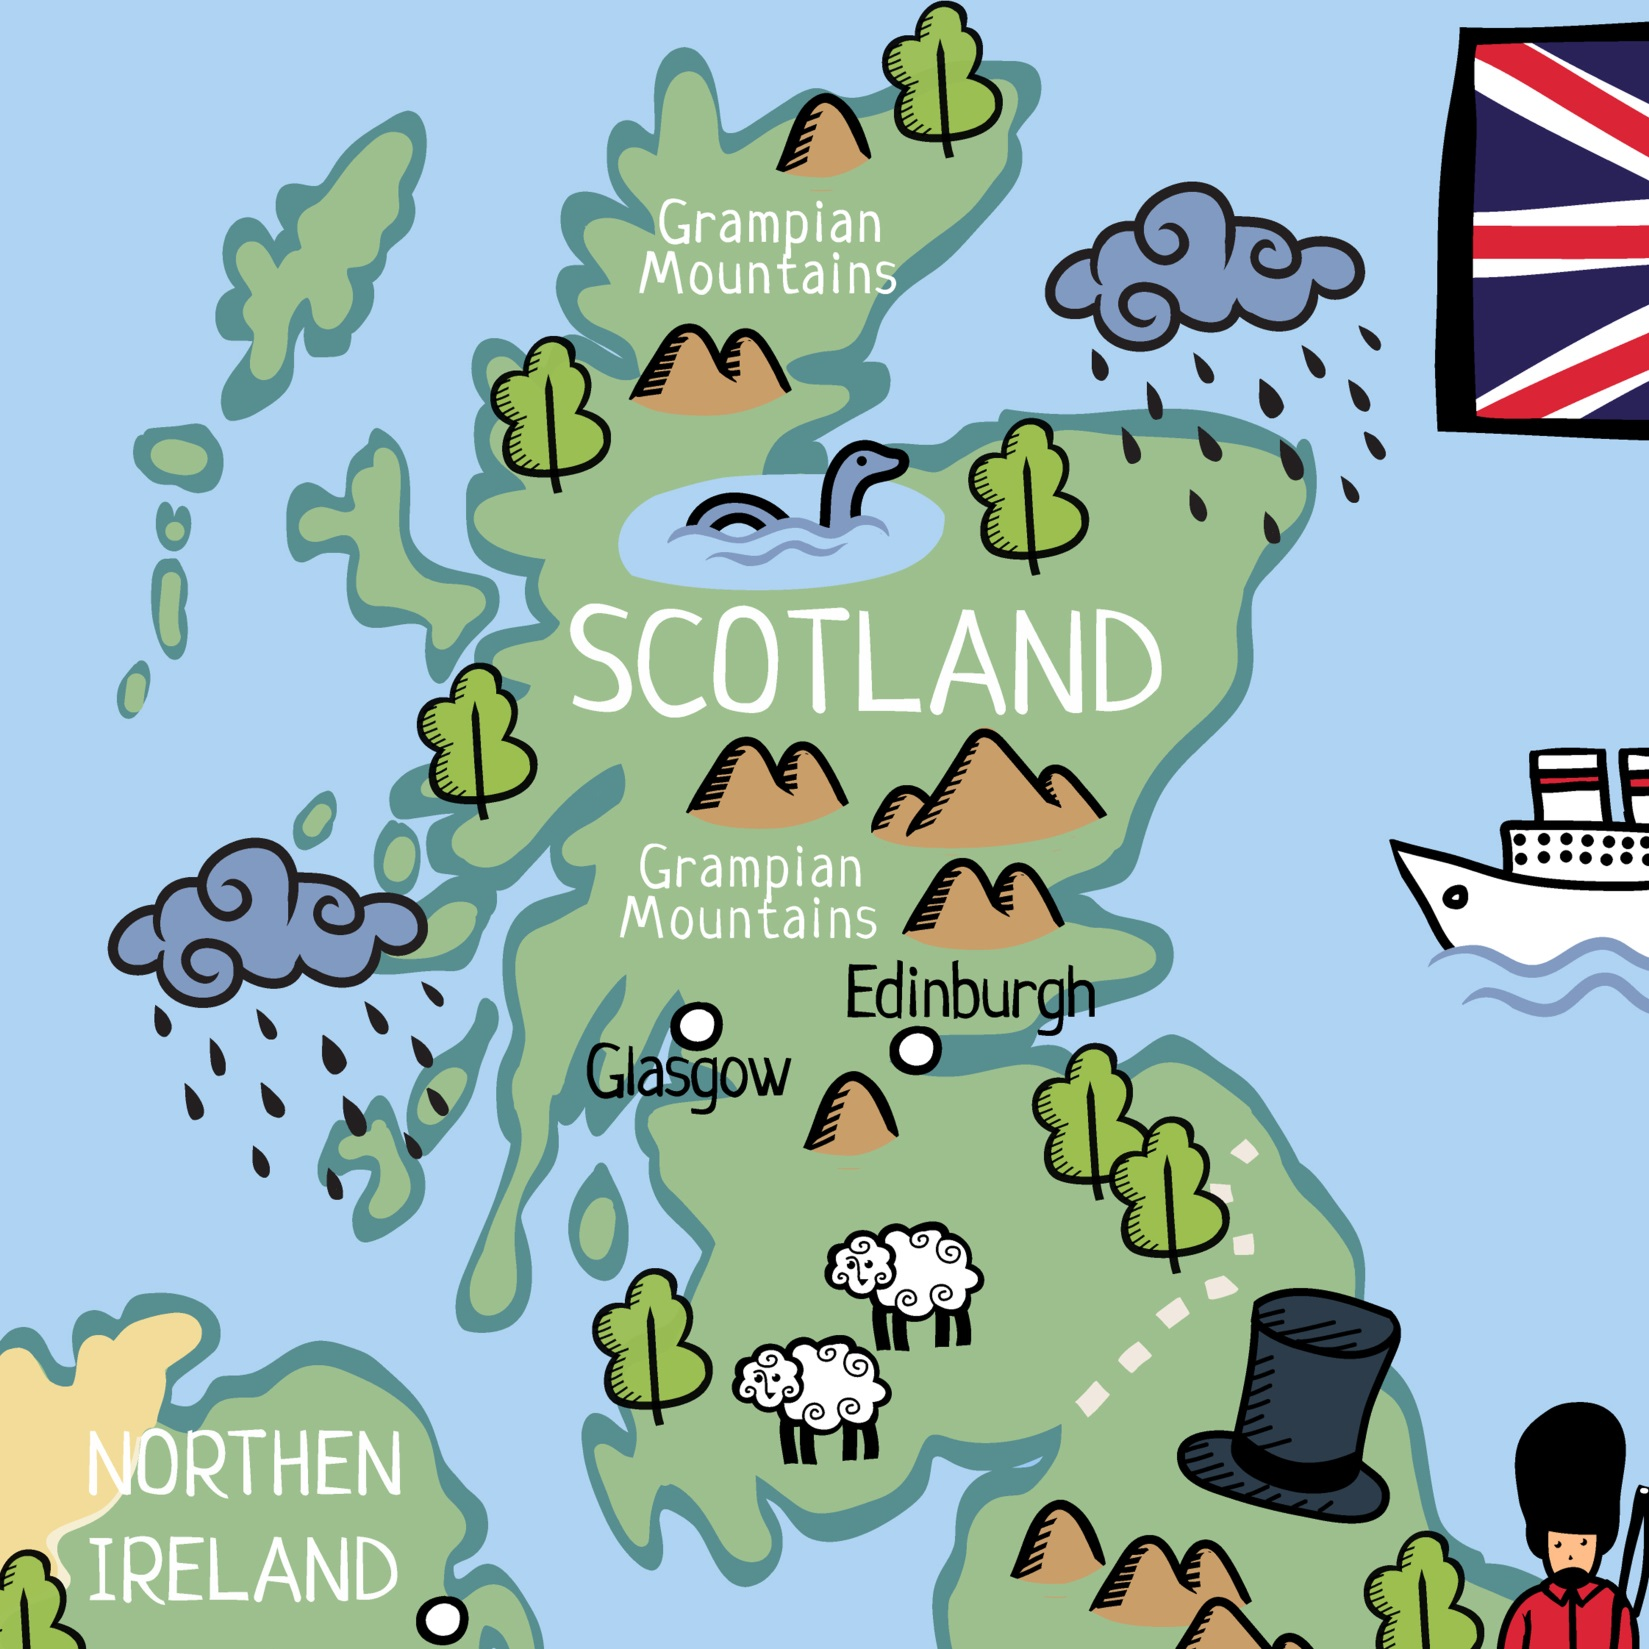 Grampian
Mountains
SCOTLAND
Grampian
Mountains
Edinburgh
Glasgow
NORTHEN
IRELAND